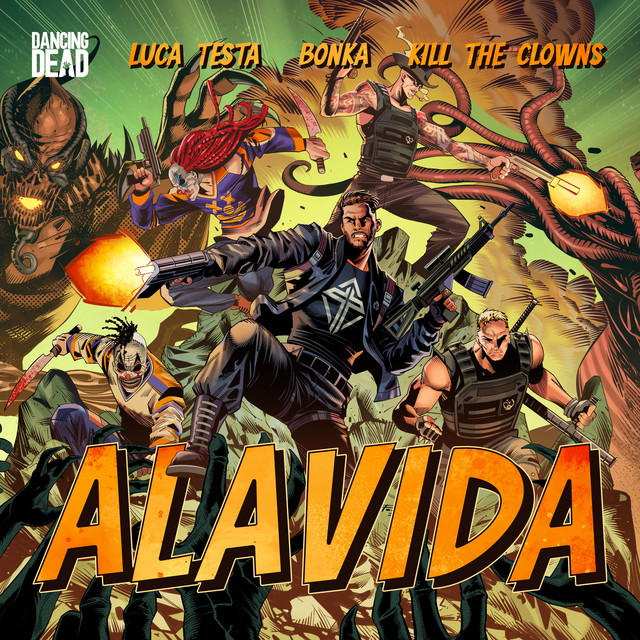 DANCING
DEAD
LUCA TESTA BONKA KILL THE CLOWNS
ALAVIDA